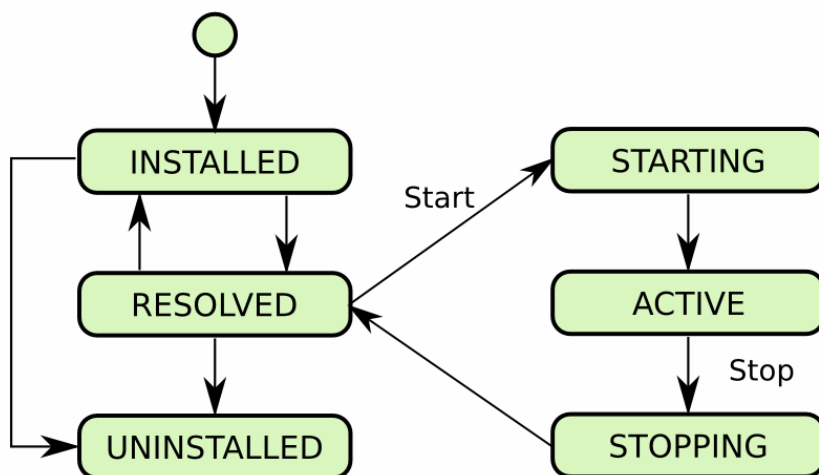 INSTALLED
STARTING
Start
RESOLVED
ACTIVE
Stop
UNINSTALLED
STOPPING